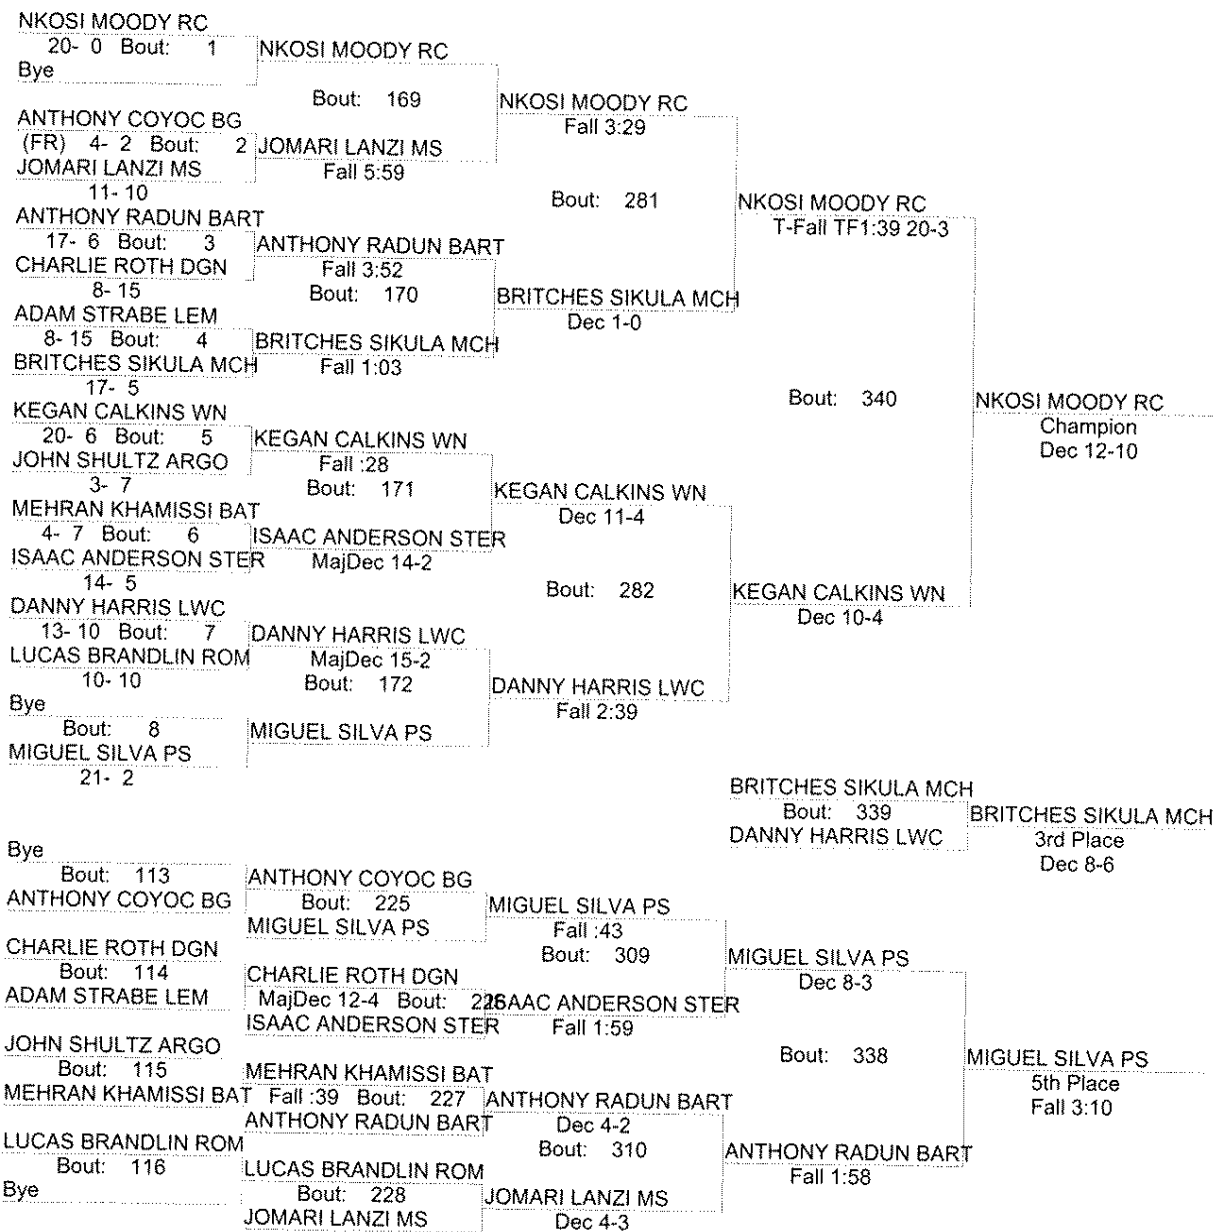 NKOSI MOODY RC
20- 0 Bout: 1 NKOSI MOODY RC
Bye
Bout: 169 NKOSI MOODY RC
ANTHONY COYOC BG Fall 3:29
(FR) 4- 2 Bout: 2 JOMARI LANZI MS
JOMARI LANZI MS Fall 5:59
11- 10 Bout: 281 NKOSI MOODY RC
ANTHONY RADUN BART T-Fall TF1:39 20-3
17- 6 Bout: 3 ANTHONY RADUN BART
CHARLIE ROTH DGN Fall 3:52
8- 15 Bout: 170 BRITCHES SIKULA MCH
ADAM STRABE LEM Dec 1-0
8- 15 Bout: 4 BRITCHES SIKULA MCH
BRITCHES SIKULA MCH Fall 1:03
17- 5 Bout: 340 NKOSI MOODY RC
KEGAN CALKINS WN Champion
20- 6 Bout: 5 KEGAN CALKINS WN Dec 12-10
JOHN SHULTZ ARGO Fall :28
3- 7 Bout: 171 KEGAN CALKINS WN
MEHRAN KHAMISSI BAT Dec 11-4
4- 7 Bout: 6 ISAAC ANDERSON STER
ISAAC ANDERSON STER MajDec 14-2
14- 5 Bout: 282 KEGAN CALKINS WN
DANNY HARRIS LWC Dec 10-4
13- 10 Bout: 7 DANNY HARRIS LWC
LUCAS BRANDLIN ROM MajDec 15-2
10- 10 Bout: 172 DANNY HARRIS LWC
Bye Fall 2:39
Bout: 8 MIGUEL SILVA PS
MIGUEL SILVA PS
21- 2
BRITCHES SIKULA MCH
Bout: 339 BRITCHES SIKULA MCH
DANNY HARRIS LWC 3rd Place
Dec 8-6
Bye
Bout: 113 ANTHONY COYOC BG
ANTHONY COYOC BG Bout: 225 MIGUEL SILVA PS
MIGUEL SILVA PS Fall :43
CHARLIE ROTH DGN Bout: 309 MIGUEL SILVA PS
Bout: 114 CHARLIE ROTH DGN Dec 8-3
ADAM STRABE LEM MajDec 12-4 Bout: 226 ISAAC ANDERSON STER
ISAAC ANDERSON STER Fall 1:59
JOHN SHULTZ ARGO Bout: 338 MIGUEL SILVA PS
Bout: 115 MEHRAN KHAMISSI BAT 5th Place
MEHRAN KHAMISSI BAT Fall :39 Bout: 227 ANTHONY RADUN BART Fall 3:10
ANTHONY RADUN BART Dec 4-2
LUCAS BRANDLIN ROM Bout: 310 ANTHONY RADUN BART
Bout: 116 LUCAS BRANDLIN ROM Fall 1:58
Bye Bout: 228 JOMARI LANZI MS
JOMARI LANZI MS Dec 4-3